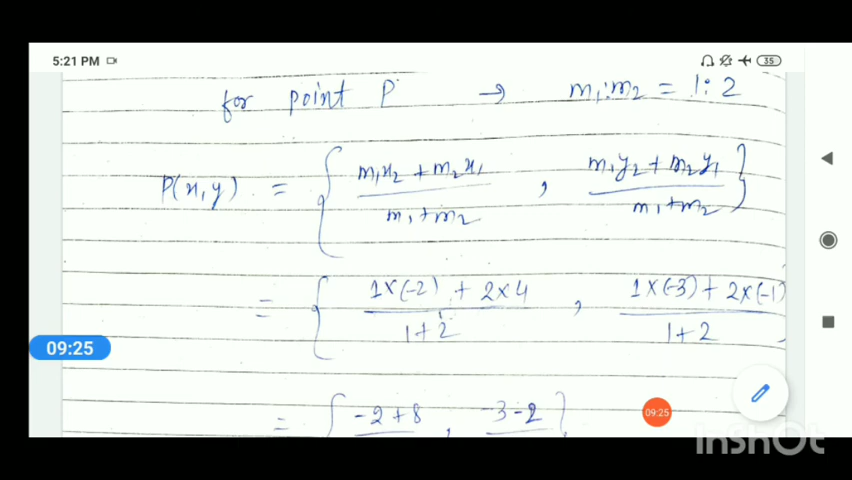 5:21 PM 35
for point P → m₁:m₂ = 1:2
P(x,y) = { (m₁x₂ + m₂x₁)/(m₁+m₂) , (m₁y₂ + m₂y₁)/(m₁+m₂) }
= { (1×(-2) + 2×4)/(1+2) , (1×(-3) + 2×(-1)/(1+2)
09:25
09:25
= { -2+8 , -3-2 }
InShOt